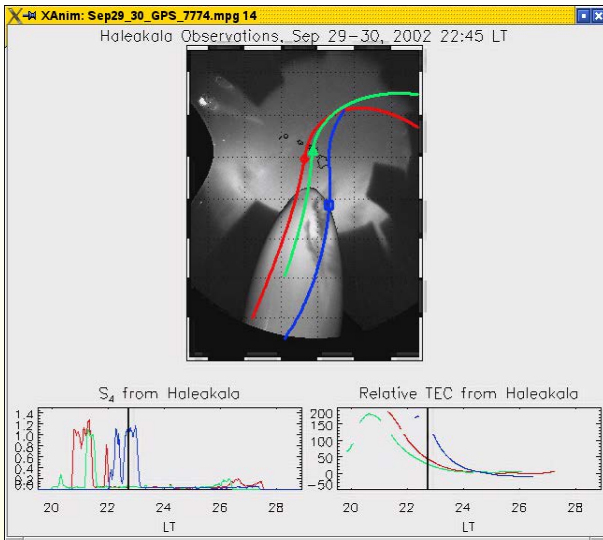 XAnim: Sep29_30_GPS_7774.mpg 14
Haleakala Observations, Sep 29-30, 2002 22:45 LT
S4 from Haleakala
1.4
1.2
1.0
0.8
0.6
0.4
0.2
0.0
20 22 24 26 28
LT
Relative TEC from Haleakala
200
150
100
50
0
-50
20 22 24 26 28
LT